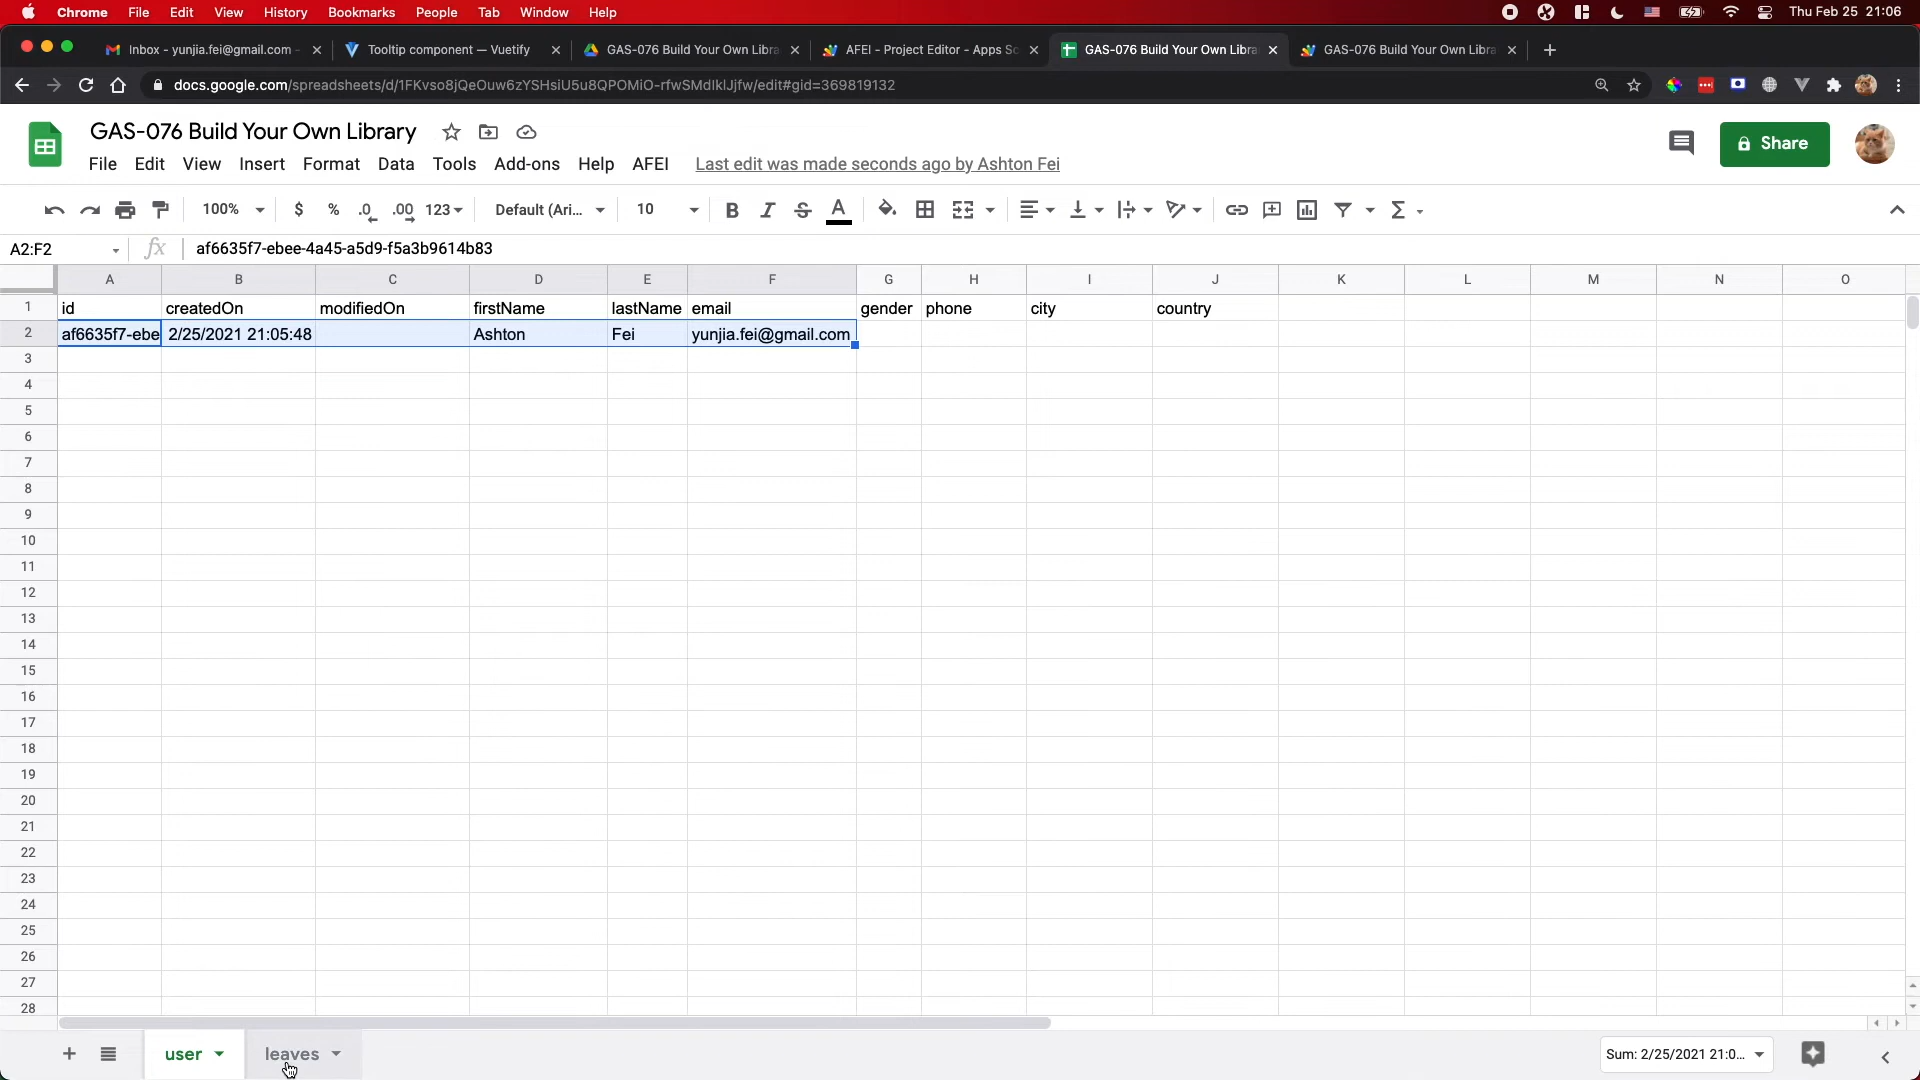 Chrome File Edit View History Bookmarks People Tab Window Help Thu Feb 25 21:06
Inbox - yunjia.fei@gmail.com - Tooltip component — Vuetify GAS-076 Build Your Own Libra AFEI - Project Editor - Apps Sc GAS-076 Build Your Own Libra GAS-076 Build Your Own Libra
docs.google.com/spreadsheets/d/1FKvso8jQeOuw6zYSHsiU5u8QPOMiO-rfwSMdIklJjfw/edit#gid=369819132
GAS-076 Build Your Own Library
File Edit View Insert Format Data Tools Add-ons Help AFEI Last edit was made seconds ago by Ashton Fei
Share
100% $ % .0 .00 123 Default (Ari... 10 B I S A Σ
A2:F2 fx af6635f7-ebee-4a45-a5d9-f5a3b9614b83
A B C D E F G H I J K L M N O
1 id createdOn modifiedOn firstName lastName email gender phone city country
2 af6635f7-ebe 2/25/2021 21:05:48 Ashton Fei yunjia.fei@gmail.com
3
4
5
6
7
8
9
10
11
12
13
14
15
16
17
18
19
20
21
22
23
24
25
26
27
28
user leaves Sum: 2/25/2021 21:0...